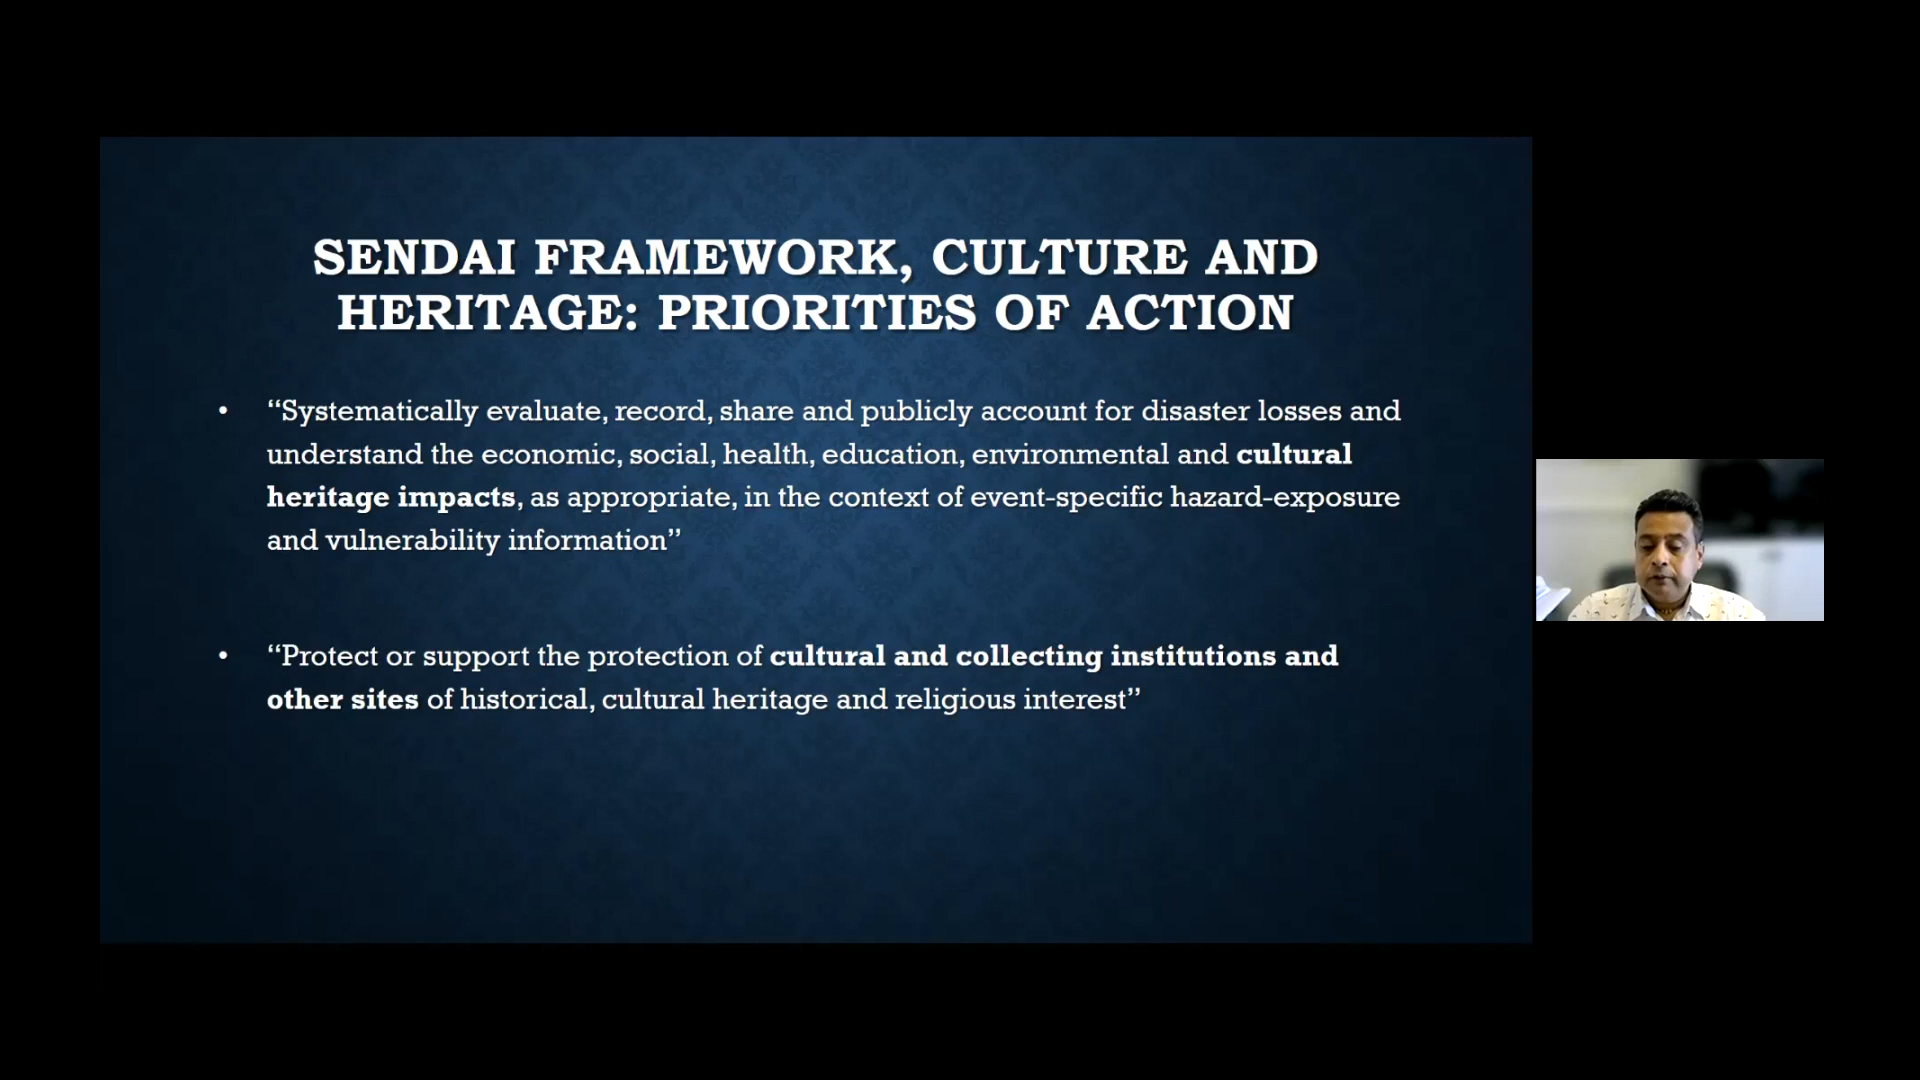 SENDAI FRAMEWORK, CULTURE AND
HERITAGE: PRIORITIES OF ACTION
• “Systematically evaluate, record, share and publicly account for disaster losses and
understand the economic, social, health, education, environmental and cultural
heritage impacts, as appropriate, in the context of event-specific hazard-exposure
and vulnerability information”
• “Protect or support the protection of cultural and collecting institutions and
other sites of historical, cultural heritage and religious interest”